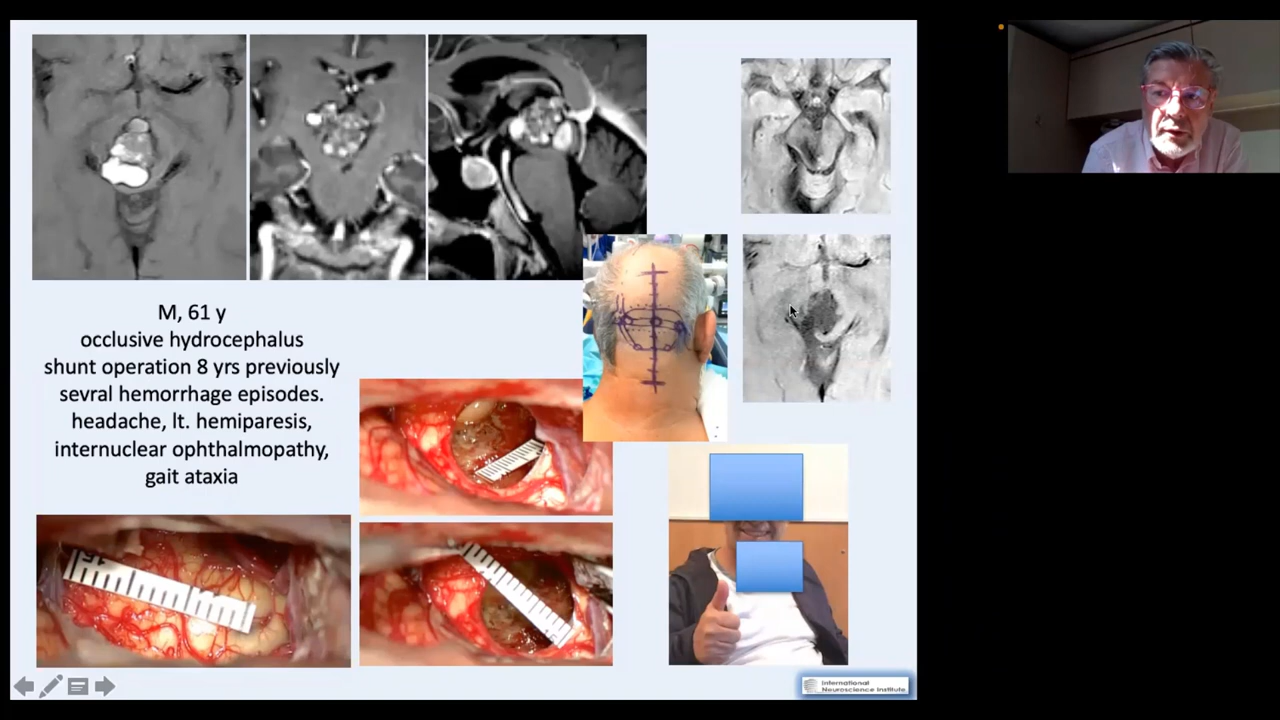 M, 61 y
occlusive hydrocephalus
shunt operation 8 yrs previously
sevral hemorrhage episodes.
headache, lt. hemiparesis,
internuclear ophthalmopathy,
gait ataxia
International
Neuroscience Institute